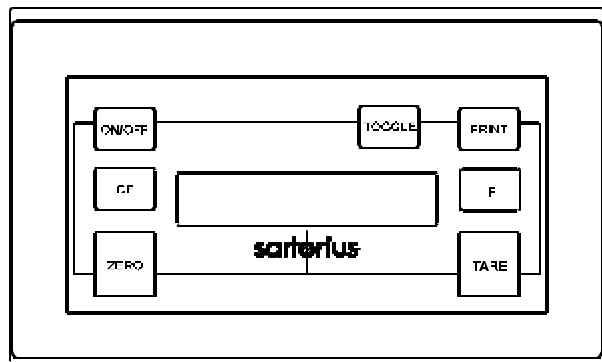 ON/OFF
TOGGLE
PRINT
CF
F
sartorius
ZERO
TARE